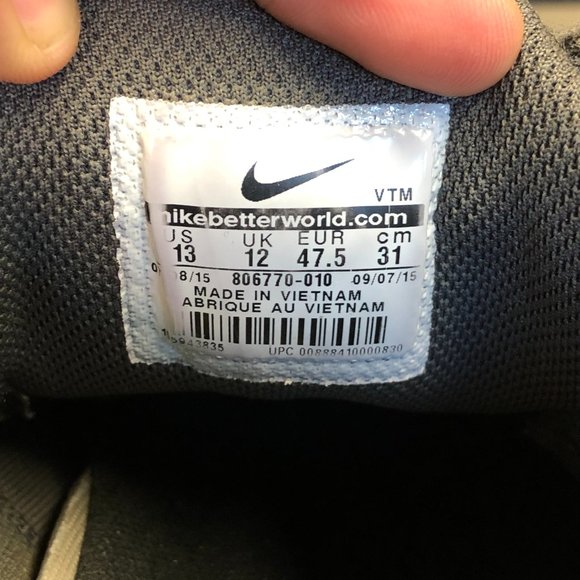 VTM
nikebetterworld.com
US UK EUR cm
13 12 47.5 31
8/15 806770-010 09/07/15
MADE IN VIETNAM
ABRIQUE AU VIETNAM
5943835 UPC 00888410000830